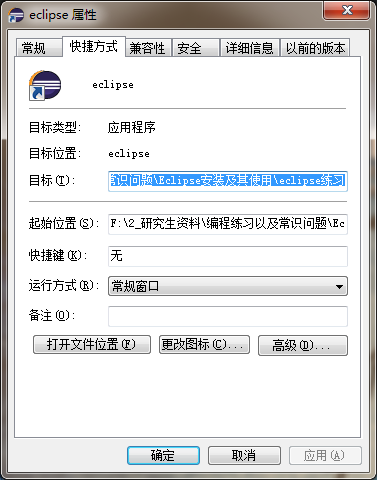 eclipse 属性
常规 快捷方式 兼容性 安全 详细信息 以前的版本
eclipse
目标类型: 应用程序
目标位置: eclipse
目标(T): 常识问题\Eclipse安装及其使用\eclipse练习
起始位置(S): F:\2_研究生资料\编程练习以及常识问题\Ec
快捷键(K): 无
运行方式(R): 常规窗口
备注(O):
打开文件位置(F) 更改图标(C)... 高级(D)...
确定 取消 应用(A)